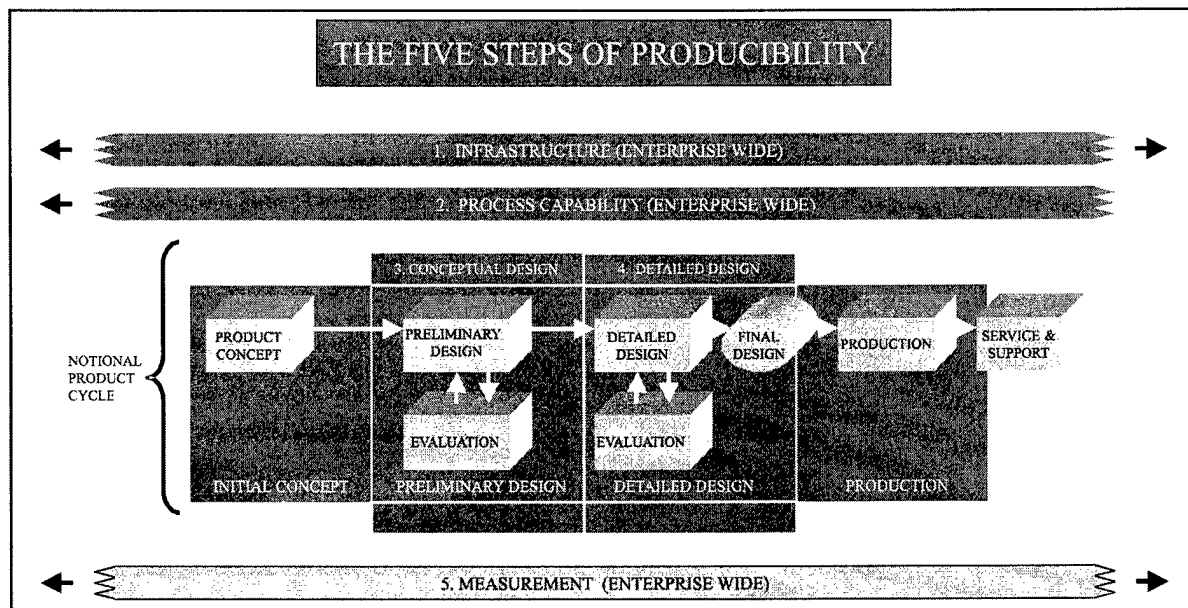 THE FIVE STEPS OF PRODUCIBILITY
1. INFRASTRUCTURE (ENTERPRISE WIDE)
2. PROCESS CAPABILITY (ENTERPRISE WIDE)
3. CONCEPTUAL DESIGN
4. DETAILED DESIGN
NOTIONAL
PRODUCT
CYCLE
PRODUCT
CONCEPT
PRELIMINARY
DESIGN
DETAILED
DESIGN
FINAL
DESIGN
PRODUCTION
SERVICE &
SUPPORT
EVALUATION
EVALUATION
INITIAL CONCEPT
PRELIMINARY DESIGN
DETAILED DESIGN
PRODUCTION
5. MEASUREMENT (ENTERPRISE WIDE)